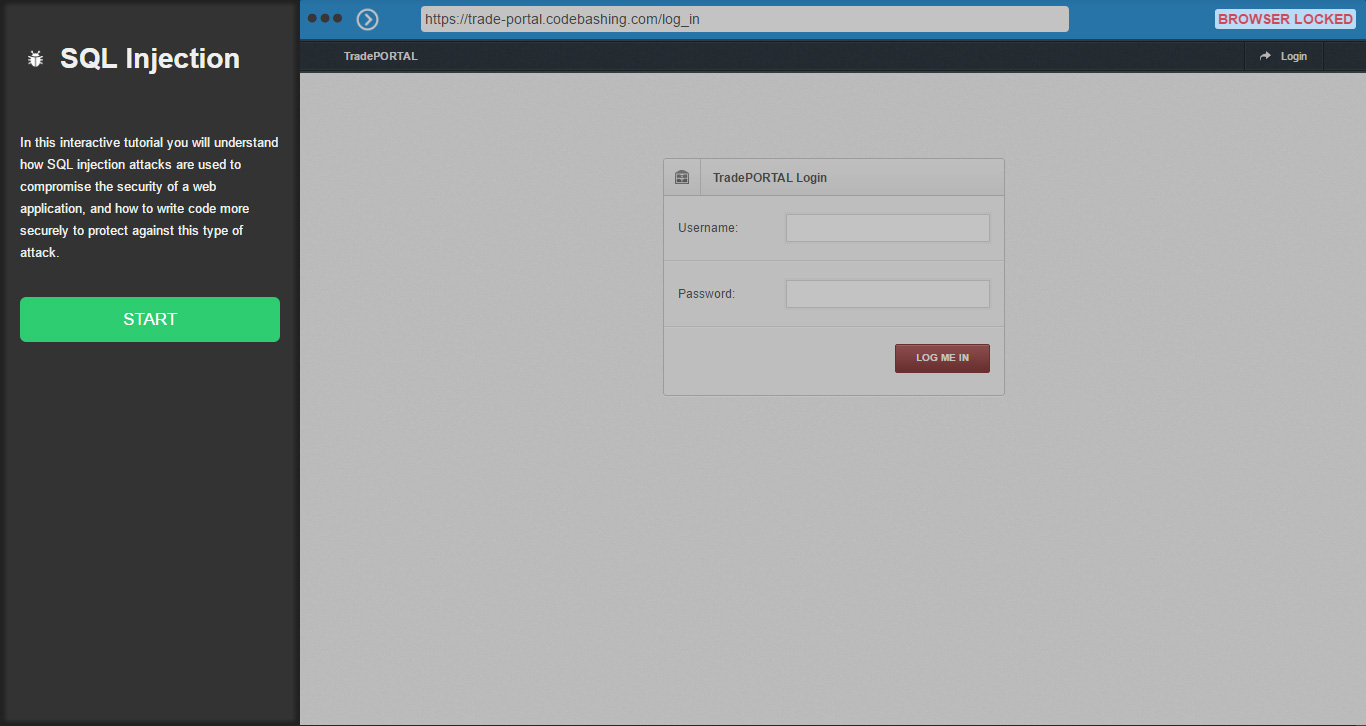 SQL Injection
In this interactive tutorial you will understand
how SQL injection attacks are used to
compromise the security of a web
application, and how to write code more
securely to protect against this type of
attack.
START
https://trade-portal.codebashing.com/log_in
BROWSER LOCKED
TradePORTAL
Login
TradePORTAL Login
Username:
Password:
LOG ME IN